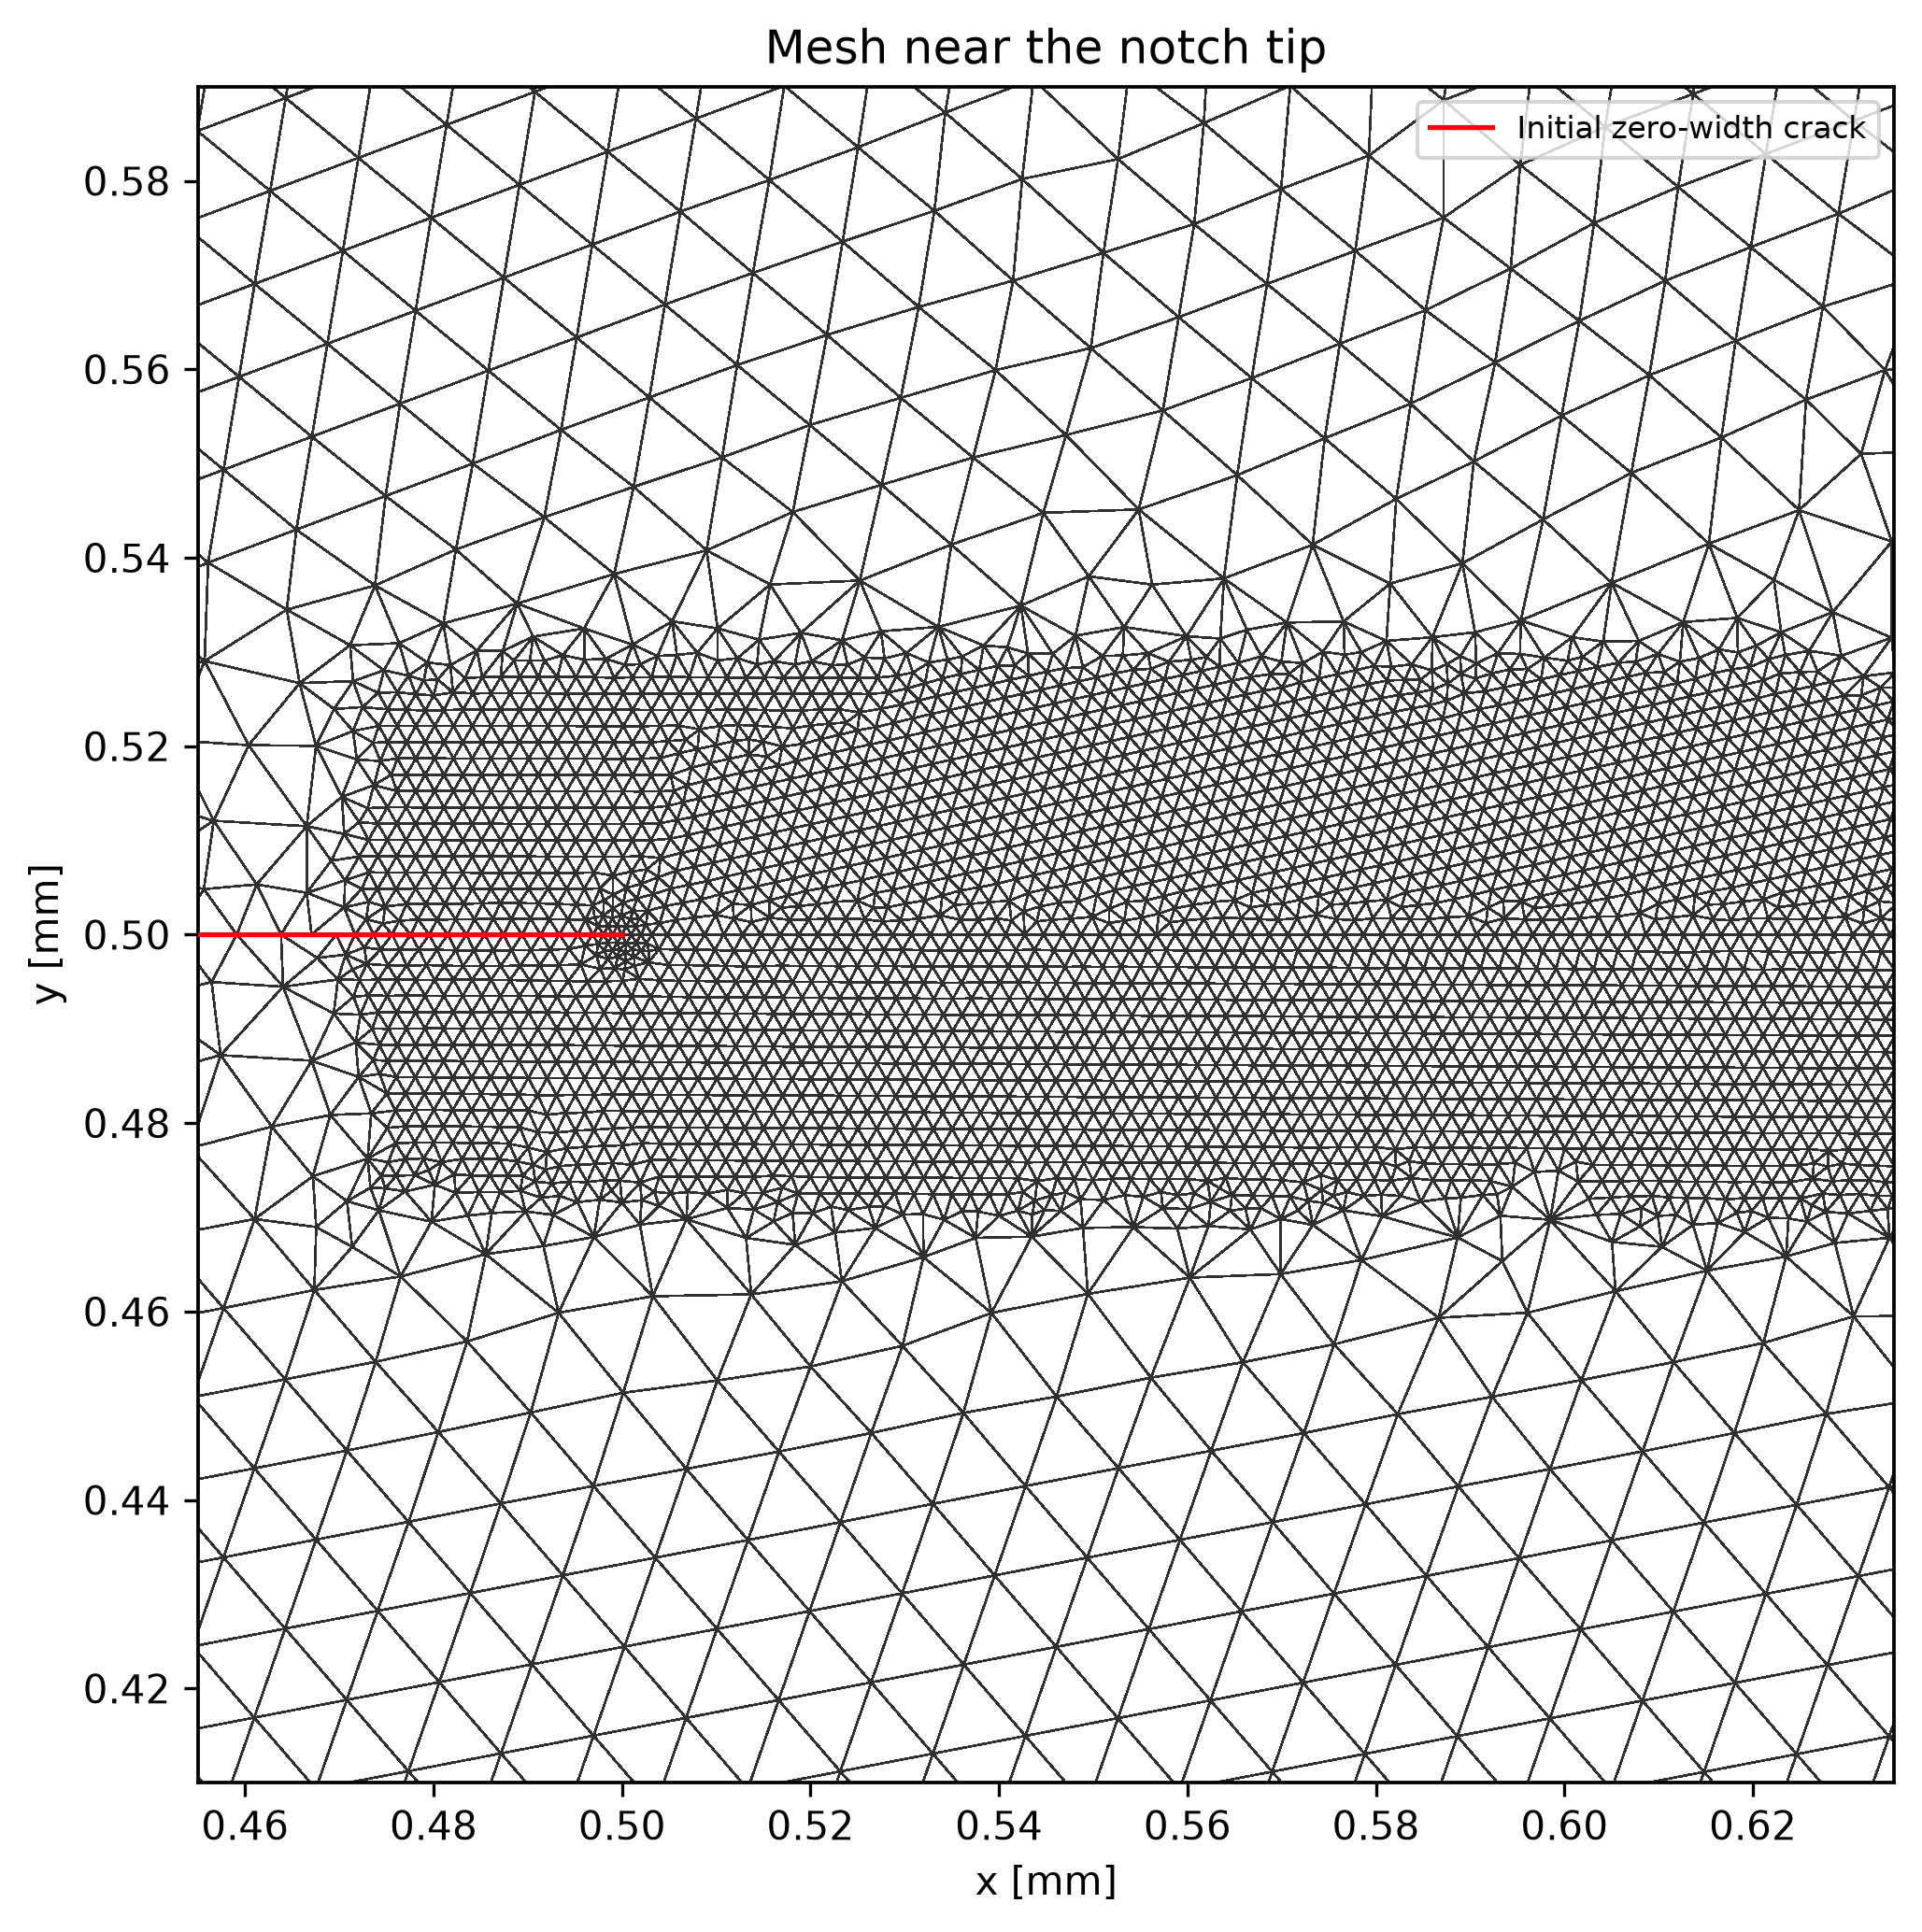 Mesh near the notch tip
Initial zero-width crack
0.58
0.56
0.54
0.52
0.50
0.48
0.46
0.44
0.42
y [mm]
0.46 0.48 0.50 0.52 0.54 0.56 0.58 0.60 0.62
x [mm]